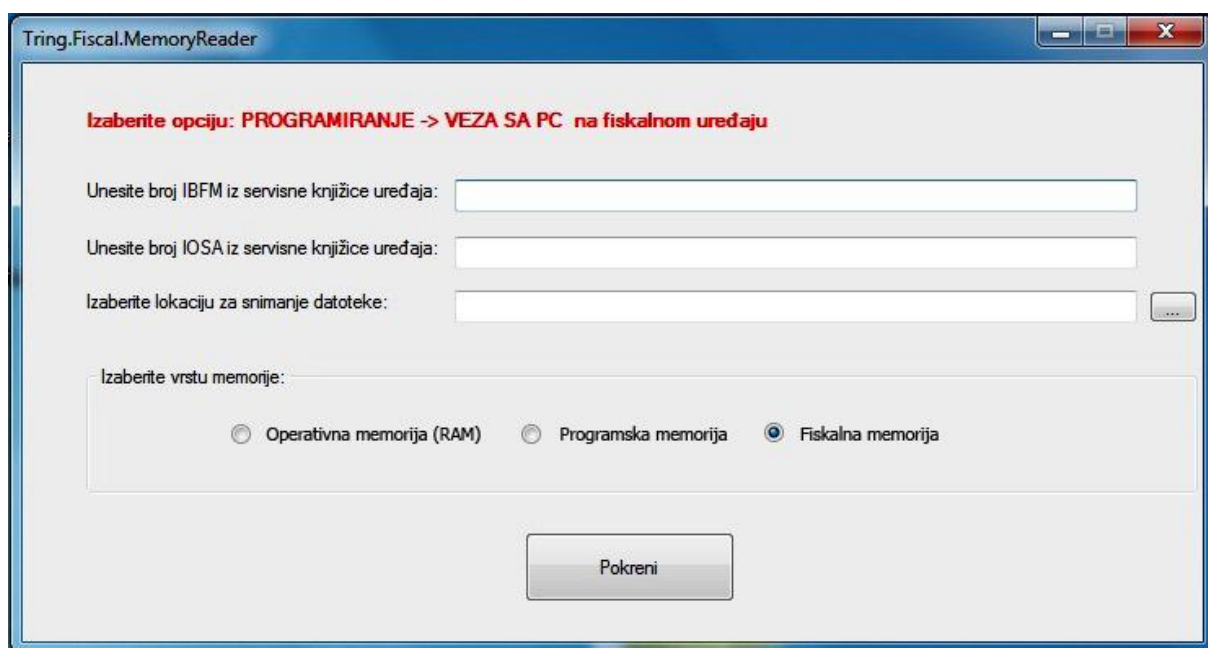 Tring.Fiscal.MemoryReader
Izaberite opciju: PROGRAMIRANJE -> VEZA SA PC na fiskalnom uređaju
Unesite broj IBFM iz servisne knjižice uređaja:
Unesite broj IOSA iz servisne knjižice uređaja:
Izaberite lokaciju za snimanje datoteke:
...
Izaberite vrstu memorije:
Operativna memorija (RAM) Programska memorija Fiskalna memorija
Pokreni